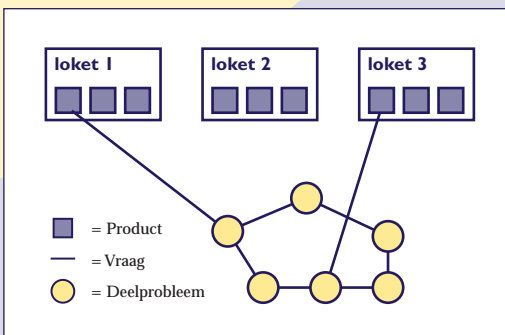 loket 1
loket 2
loket 3
= Product
= Vraag
= Deelprobleem